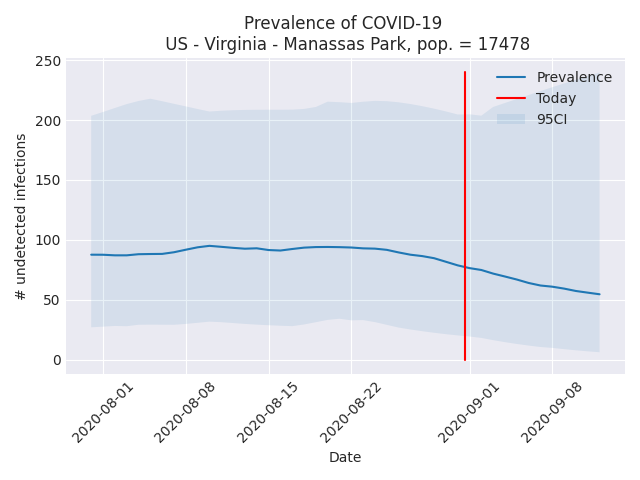 Prevalence of COVID-19
US - Virginia - Manassas Park, pop. = 17478
# undetected infections
250
200
150
100
50
0
Prevalence
Today
95CI
2020-08-01
2020-08-08
2020-08-15
2020-08-22
2020-09-01
2020-09-08
Date